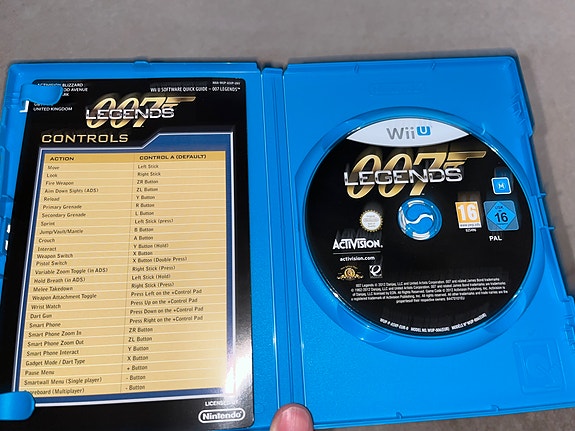 WII U SOFTWARE QUICK GUIDE – 007 LEGENDS™
UNITED KINGDOM
007
LEGENDS
CONTROLS
ACTION CONTROL A (DEFAULT)
Move Left Stick
Look Right Stick
Fire Weapon ZR Button
Aim Down Sights (ADS) ZL Button
Reload Y Button
Primary Grenade R Button
Secondary Grenade L Button
Sprint Left Stick (press)
Jump/Vault/Mantle B Button
Crouch A Button
Interact Y Button (Hold)
Weapon Switch X Button
Pistol Switch X Button (Double Press)
Variable Zoom Toggle (in ADS) Right Stick (Press)
Hold Breath (in ADS) Left Stick (Hold)
Melee Takedown Right Stick (Press)
Weapon Attachment Toggle Press Left on the +Control Pad
Wrist Watch Press Up on the +Control Pad
Dart Gun Press Down on the +Control Pad
Smart Phone Press Right on the +Control Pad
Smart Phone Zoom In ZR Button
Smart Phone Zoom Out ZL Button
Smart Phone Interact Y Button
Gadget Mode / Dart Type X Button
Pause Menu + Button
Smartwall Menu (Single player) - Button
Scoreboard (Multiplayer) - Button
LICENSED BY
Nintendo
Wii U
007
LEGENDS
ACTIVISION.
activision.com
16
16
PAL